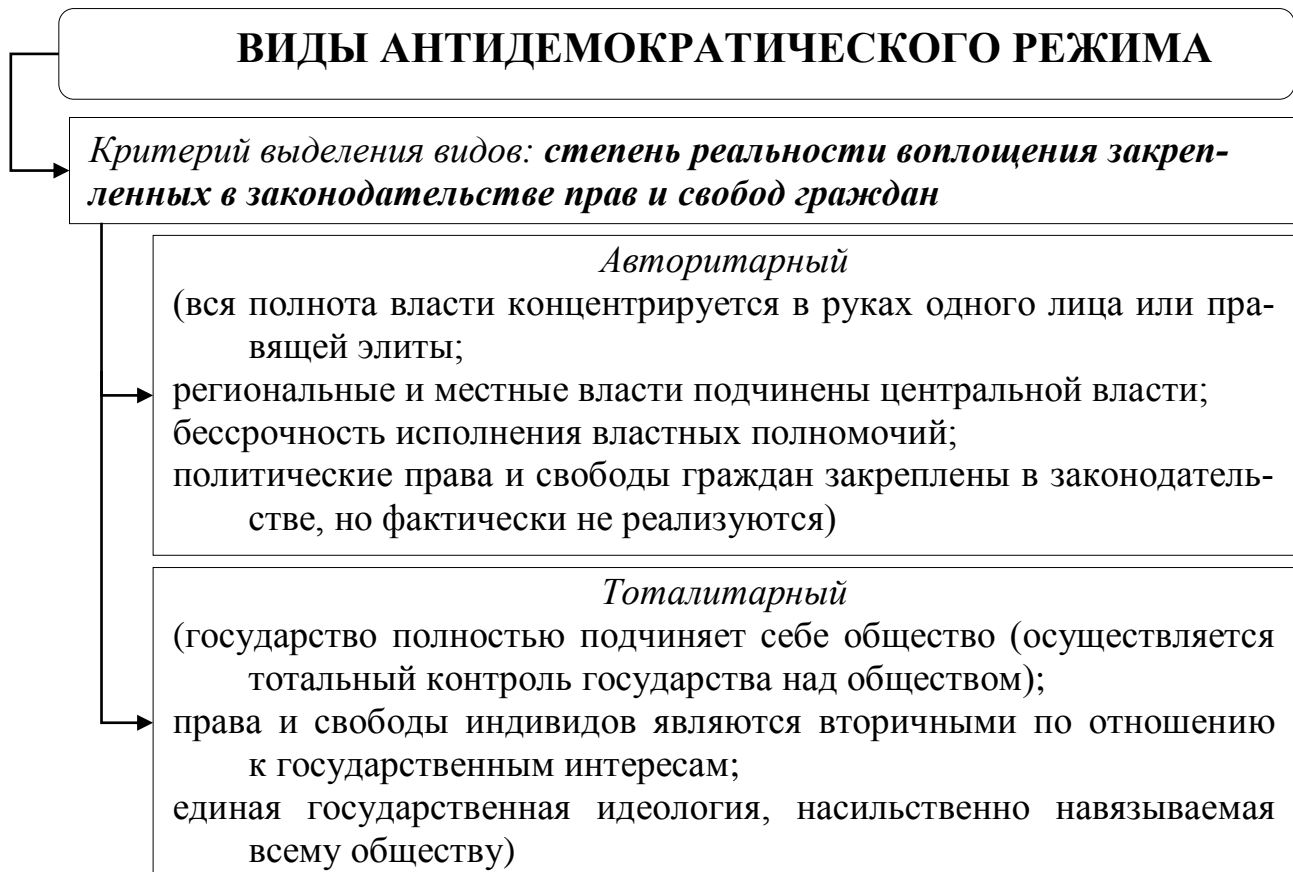 ВИДЫ АНТИДЕМОКРАТИЧЕСКОГО РЕЖИМА
Критерий выделения видов: степень реальности воплощения закреп-
ленных в законодательстве прав и свобод граждан
Авторитарный
(вся полнота власти концентрируется в руках одного лица или пра-
вящей элиты;
региональные и местные власти подчинены центральной власти;
бессрочность исполнения властных полномочий;
политические права и свободы граждан закреплены в законодатель-
стве, но фактически не реализуются)
Тоталитарный
(государство полностью подчиняет себе общество (осуществляется
тотальный контроль государства над обществом);
права и свободы индивидов являются вторичными по отношению
к государственным интересам;
единая государственная идеология, насильственно навязываемая
всему обществу)